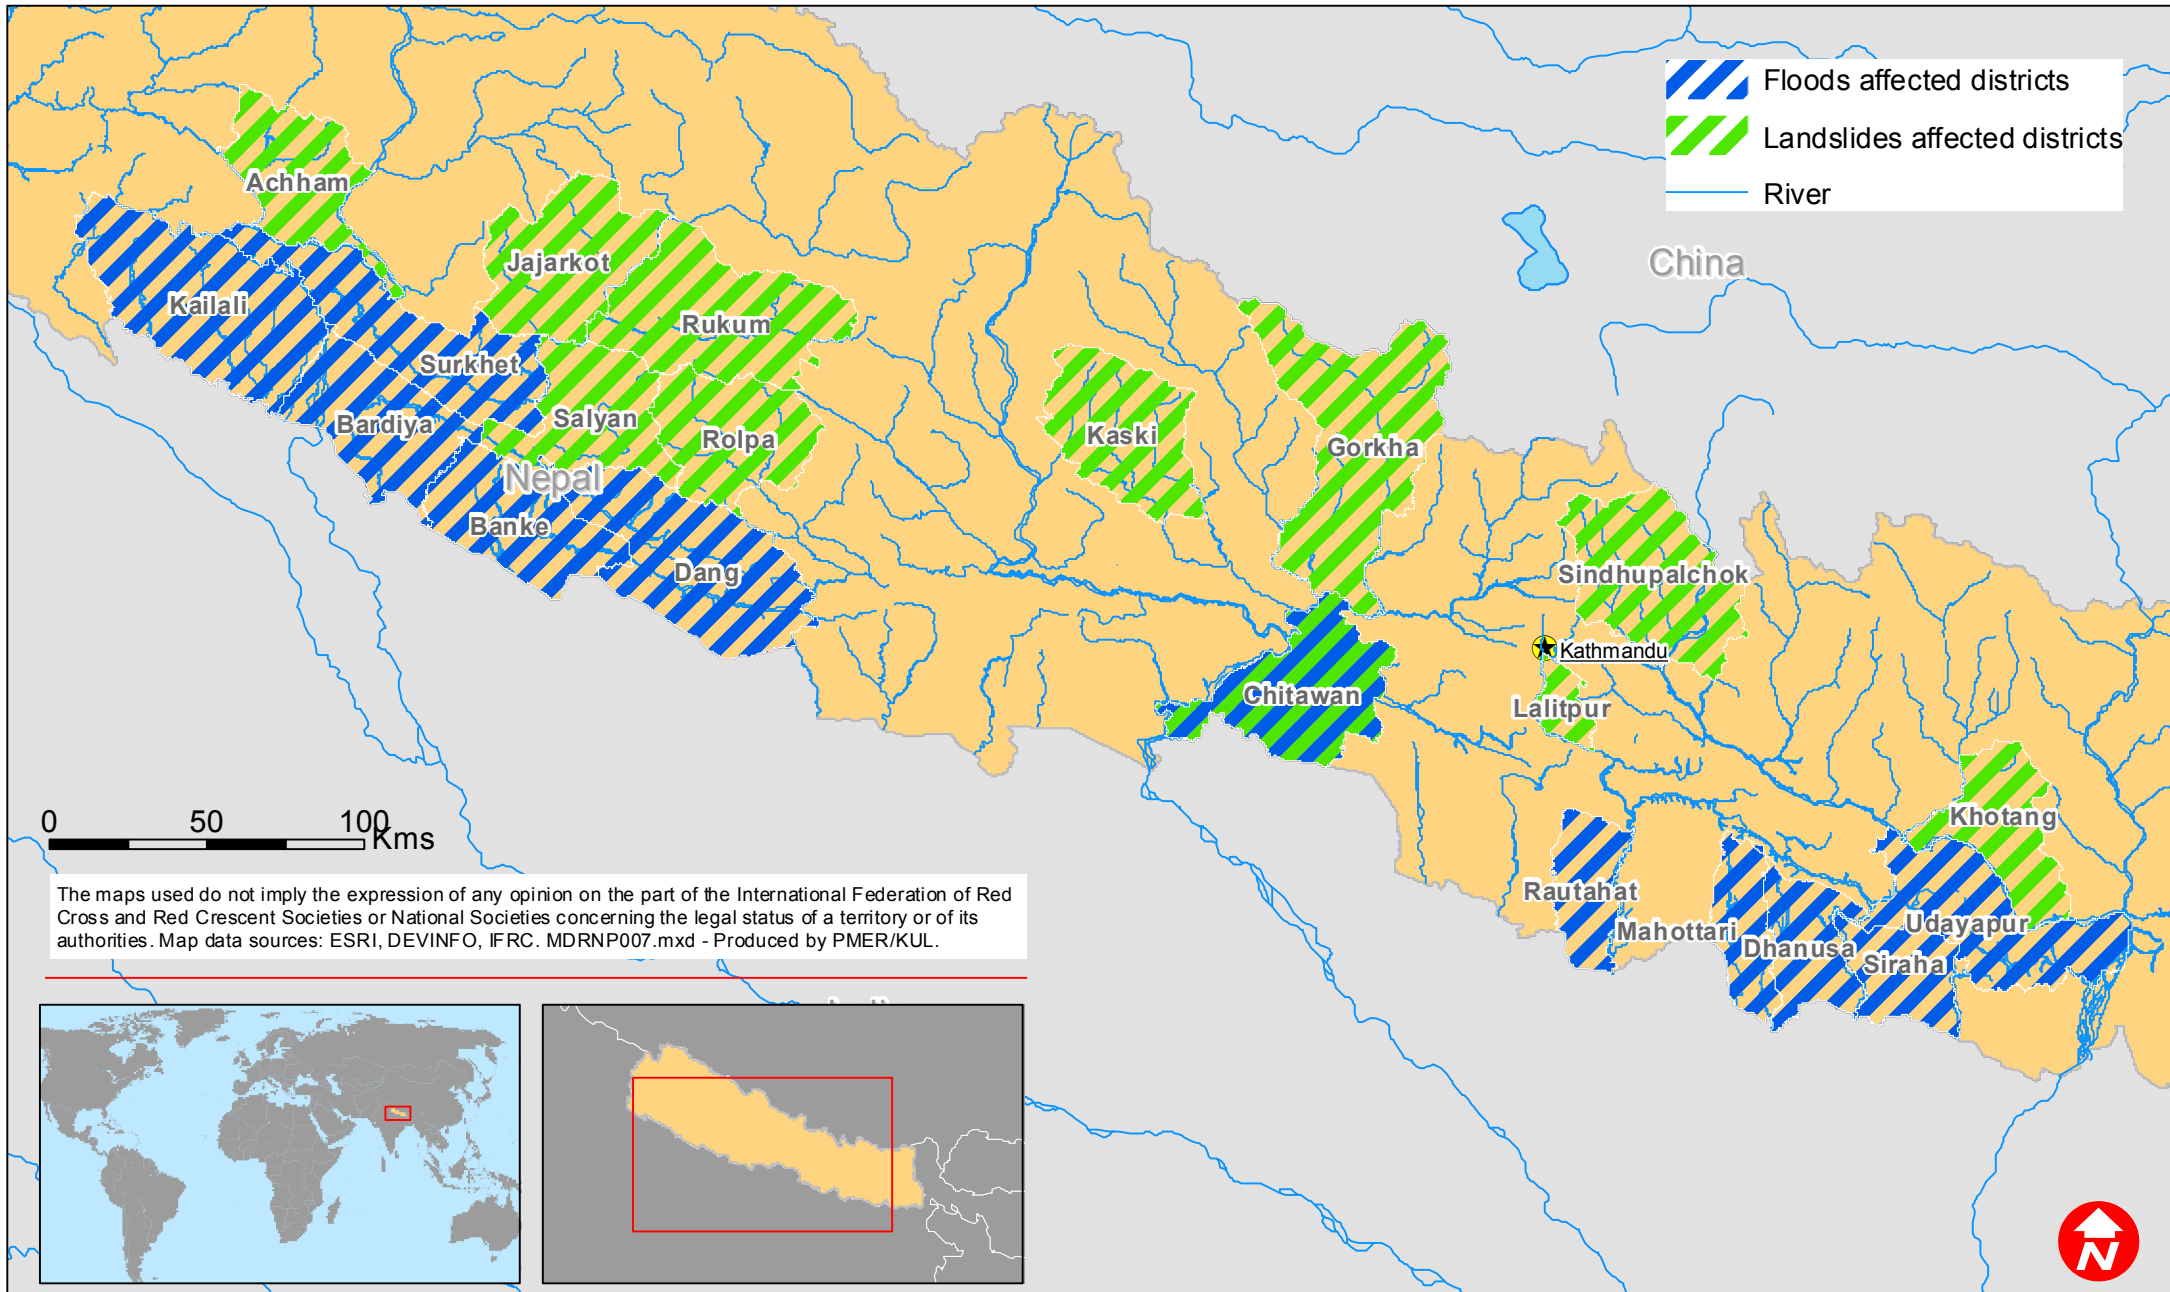 Floods affected districts
Landslides affected districts
River
China
Achham
Jajarkot
Kailali
Rukum
Surkhet
Bardiya
Salyan
Rolpa
Kaski
Gorkha
Nepal
Banke
Dang
Sindhupalchok
Kathmandu
Chitawan
Lalitpur
Khotang
Rautahat
Mahottari
Dhanusa
Siraha
Udayapur
0 50 100
Kms
The maps used do not imply the expression of any opinion on the part of the International Federation of Red
Cross and Red Crescent Societies or National Societies concerning the legal status of a territory or of its
authorities. Map data sources: ESRI, DEVINFO, IFRC. MDRNP007.mxd - Produced by PMER/KUL.
N